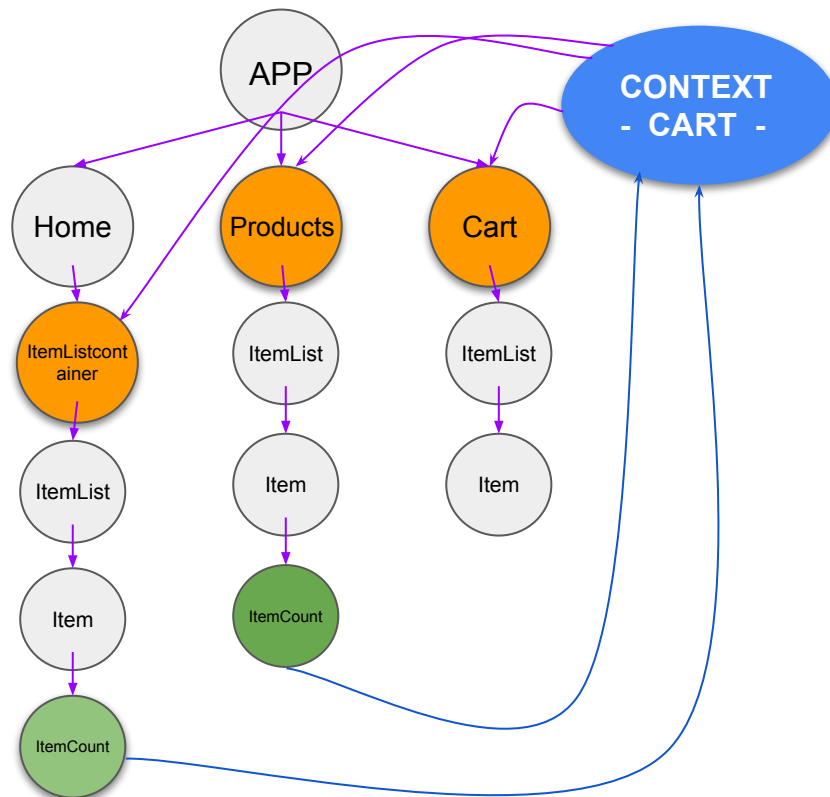 APP
CONTEXT
- CART -
Home
Products
Cart
ItemListcont
ainer
ItemList
ItemList
ItemList
Item
Item
Item
ItemCount
ItemCount